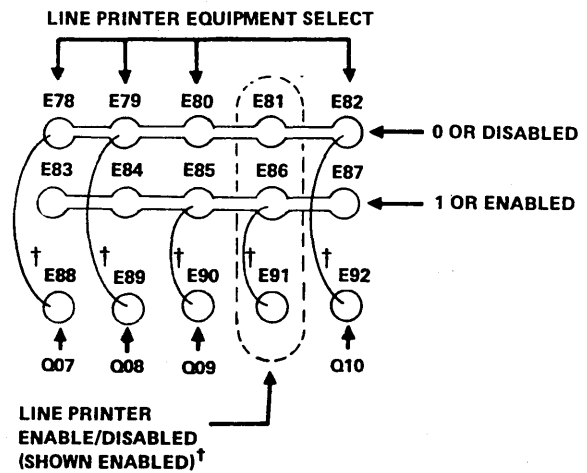 LINE PRINTER EQUIPMENT SELECT
E78 E79 E80 E81 E82
0 OR DISABLED
E83 E84 E85 E86 E87
1 OR ENABLED
† † † † †
E88 E89 E90 E91 E92
Q07 Q08 Q09 Q10
LINE PRINTER
ENABLE/DISABLED
(SHOWN ENABLED)†